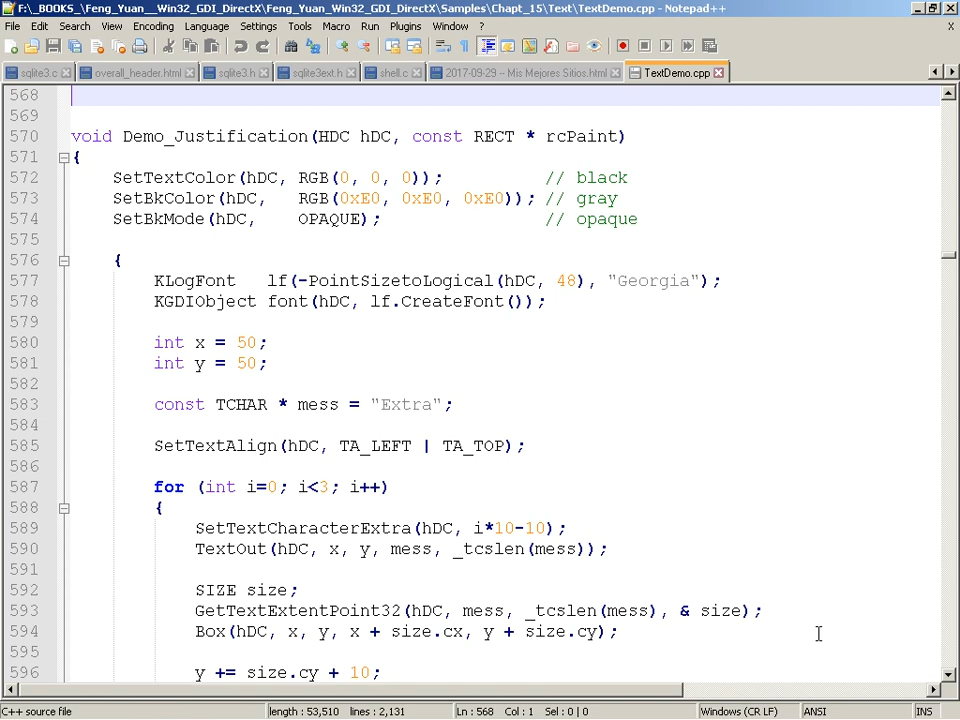 F:\_BOOKS_\Feng_Yuan__Win32_GDI_DirectX\Feng_Yuan_Win32_GDI_DirectX\Samples\Chapt_15\Text\TextDemo.cpp - Notepad++
File Edit Search View Encoding Language Settings Tools Macro Run Plugins Window ? X
sqlite3.c overall_header.html sqlite3.h sqlite3ext.h shell.c 2017-09-29 - Mis Mejores Sitios.html TextDemo.cpp
568
569
570 void Demo_Justification(HDC hDC, const RECT * rcPaint)
571 {
572 SetTextColor(hDC, RGB(0, 0, 0)); // black
573 SetBkColor(hDC, RGB(0xE0, 0xE0, 0xE0)); // gray
574 SetBkMode(hDC, OPAQUE); // opaque
575
576 {
577 KLogFont lf(-PointSizetoLogical(hDC, 48), "Georgia");
578 KGDIObject font(hDC, lf.CreateFont());
579
580 int x = 50;
581 int y = 50;
582
583 const TCHAR * mess = "Extra";
584
585 SetTextAlign(hDC, TA_LEFT | TA_TOP);
586
587 for (int i=0; i<3; i++)
588 {
589 SetTextCharacterExtra(hDC, i*10-10);
590 TextOut(hDC, x, y, mess, _tcslen(mess));
591
592 SIZE size;
593 GetTextExtentPoint32(hDC, mess, _tcslen(mess), & size);
594 Box(hDC, x, y, x + size.cx, y + size.cy);
595
596 y += size.cy + 10;
C++ source file length : 53,510 lines : 2,131 Ln : 568 Col : 1 Sel : 0 | 0 Windows (CR LF) ANSI INS